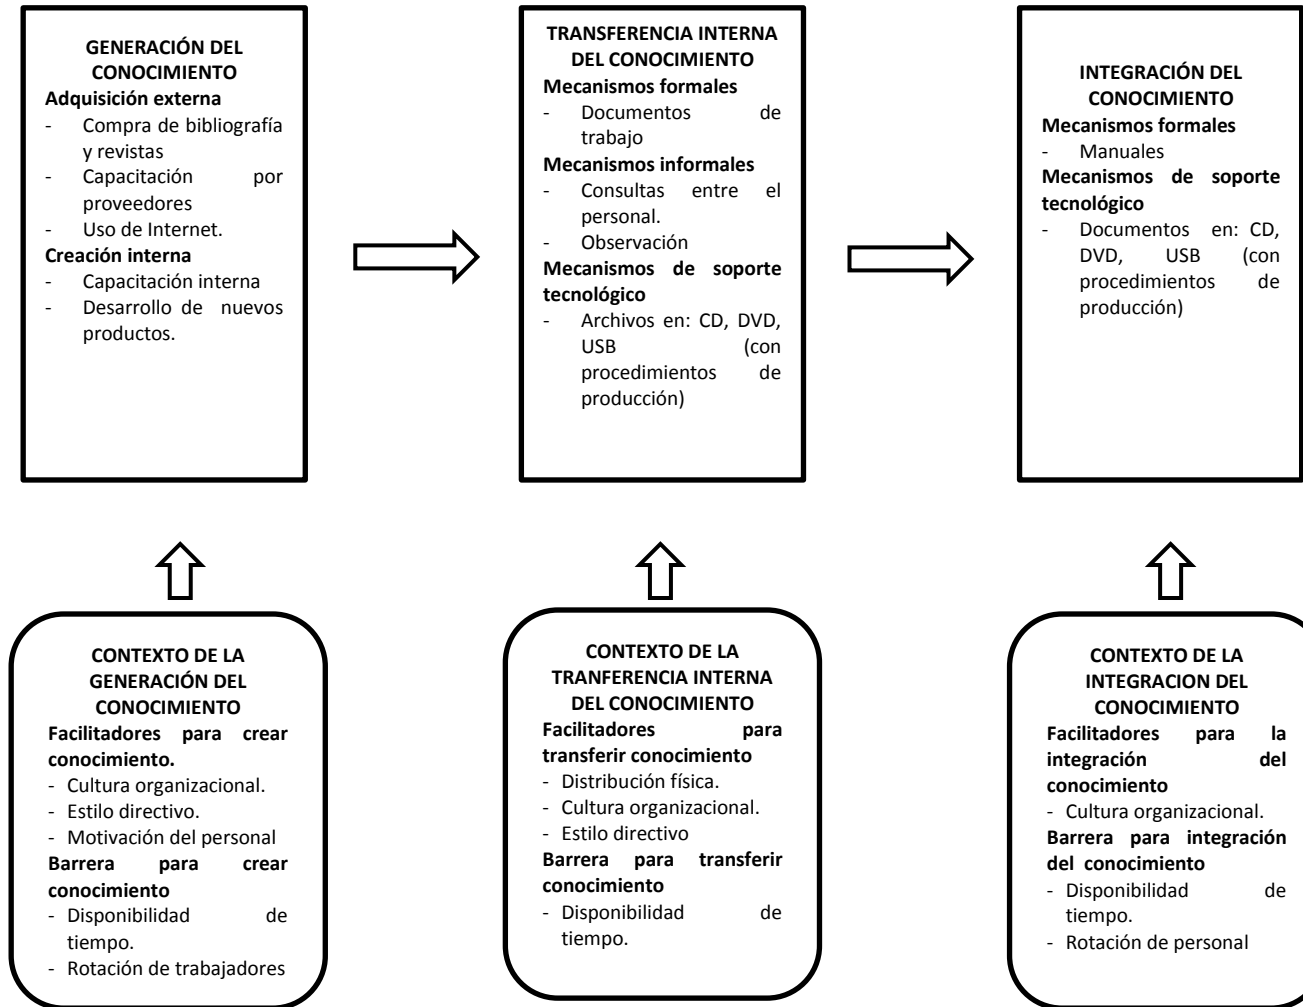 GENERACIÓN DEL
CONOCIMIENTO
Adquisición externa
- Compra de bibliografía
y revistas
- Capacitación por
proveedores
- Uso de Internet.
Creación interna
- Capacitación interna
- Desarrollo de nuevos
productos.
TRANSFERENCIA INTERNA
DEL CONOCIMIENTO
Mecanismos formales
- Documentos de
trabajo
Mecanismos informales
- Consultas entre el
personal.
- Observación
Mecanismos de soporte
tecnológico
- Archivos en: CD, DVD,
USB (con
procedimientos de
producción)
INTEGRACIÓN DEL
CONOCIMIENTO
Mecanismos formales
- Manuales
Mecanismos de soporte
tecnológico
- Documentos en: CD,
DVD, USB (con
procedimientos de
producción)
CONTEXTO DE LA
GENERACIÓN DEL
CONOCIMIENTO
Facilitadores para crear
conocimiento.
- Cultura organizacional.
- Estilo directivo.
- Motivación del personal
Barrera para crear
conocimiento
- Disponibilidad de
tiempo.
- Rotación de trabajadores
CONTEXTO DE LA
TRANFERENCIA INTERNA
DEL CONOCIMIENTO
Facilitadores para
transferir conocimiento
- Distribución física.
- Cultura organizacional.
- Estilo directivo
Barrera para transferir
conocimiento
- Disponibilidad de
tiempo.
CONTEXTO DE LA
INTEGRACION DEL
CONOCIMIENTO
Facilitadores para la
integración del
conocimiento
- Cultura organizacional.
Barrera para integración
del conocimiento
- Disponibilidad de
tiempo.
- Rotación de personal